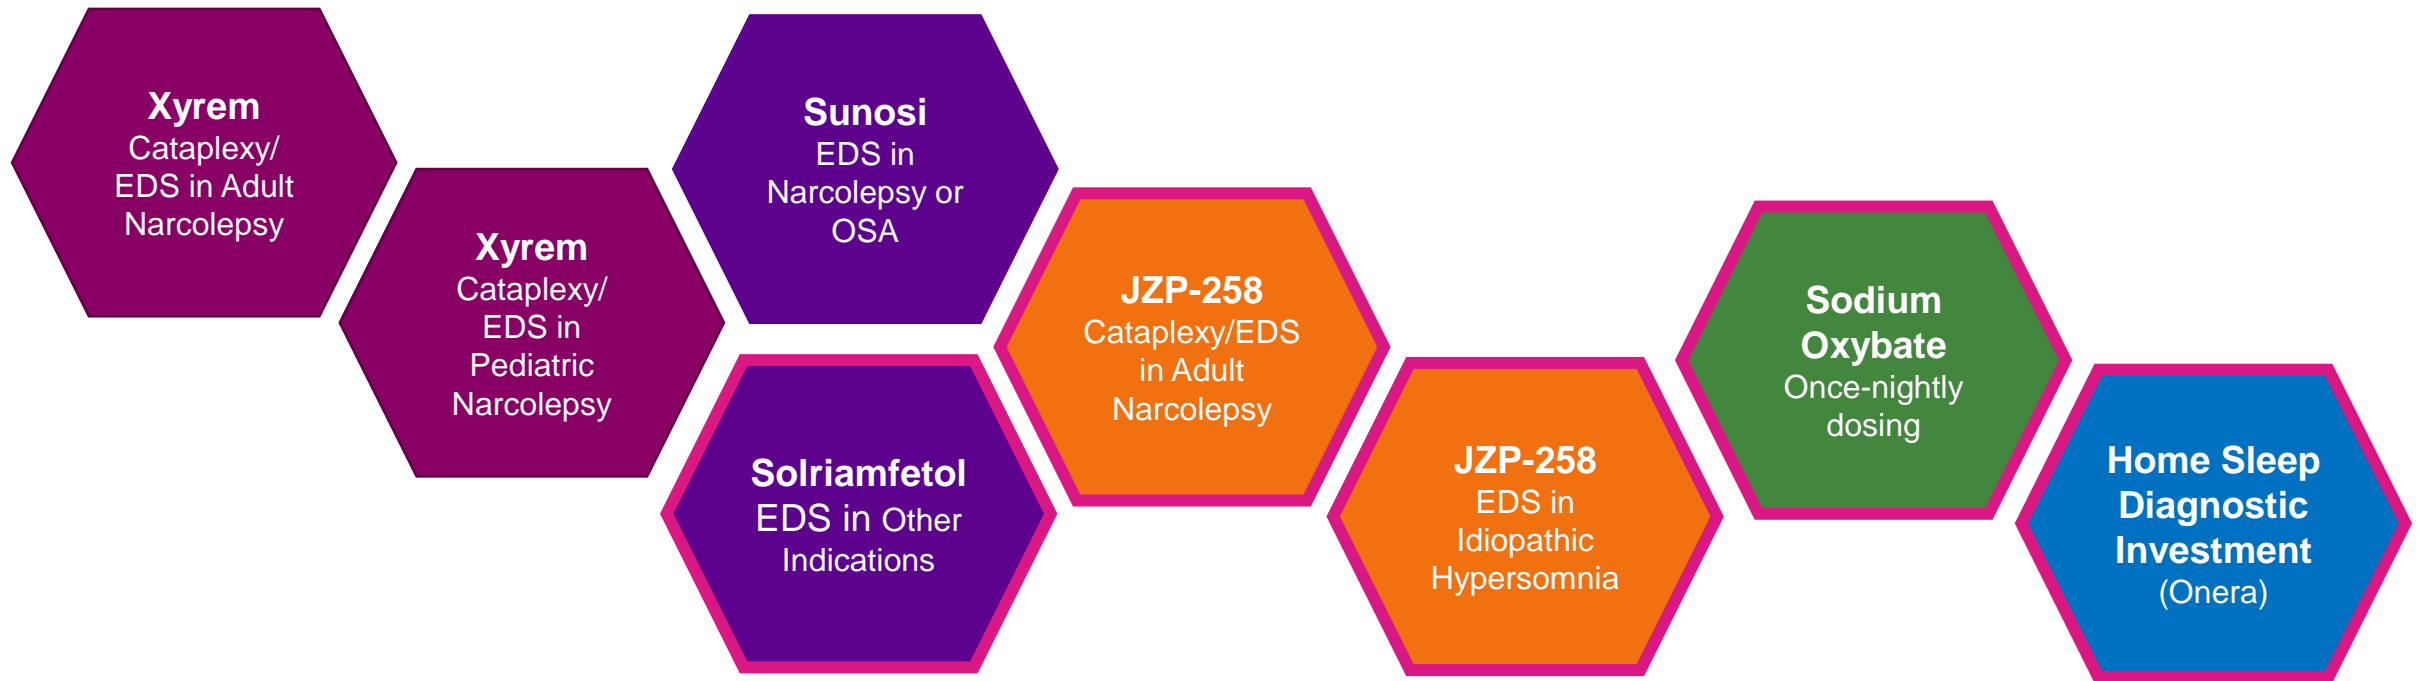 Xyrem
Cataplexy/
EDS in Adult
Narcolepsy
Xyrem
Cataplexy/
EDS in
Pediatric
Narcolepsy
Sunosi
EDS in
Narcolepsy or
OSA
Solriamfetol
EDS in Other
Indications
JZP-258
Cataplexy/EDS
in Adult
Narcolepsy
JZP-258
EDS in
Idiopathic
Hypersomnia
Sodium
Oxybate
Once-nightly
dosing
Home Sleep
Diagnostic
Investment
(Onera)